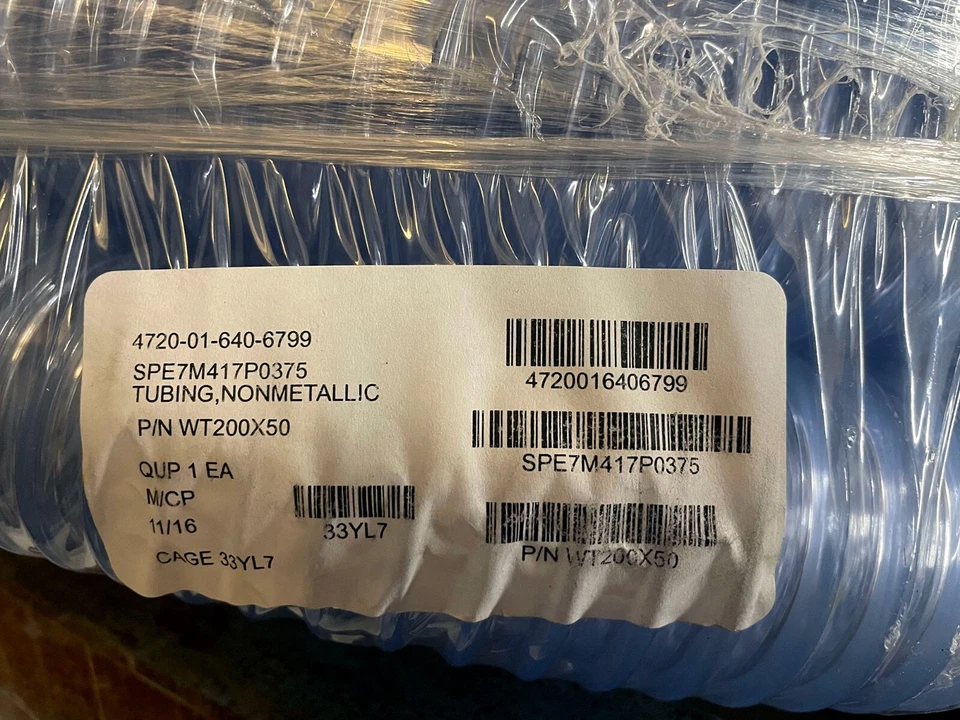 4720-01-640-6799
SPE7M417P0375
TUBING,NONMETALLIC
P/N WT200X50
QUP 1 EA
M/CP
11/16
CAGE 33YL7
33YL7
4720016406799
SPE7M417P0375
P/N WT200X50